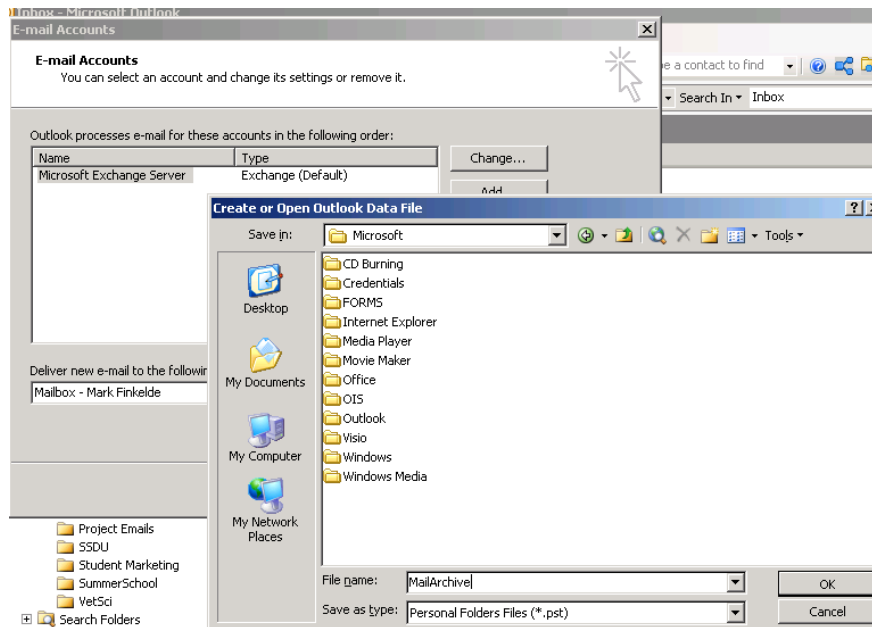 Inbox - Microsoft Outlook
E-mail Accounts
E-mail Accounts
You can select an account and change its settings or remove it.
e a contact to find
Search In
Inbox
Outlook processes e-mail for these accounts in the following order:
Name
Type
Change...
Microsoft Exchange Server
Exchange (Default)
Add
Create or Open Outlook Data File
Save in:
Microsoft
Tools
CD Burning
Credentials
FORMS
Internet Explorer
Media Player
Movie Maker
Office
OIS
Outlook
Visio
Windows
Windows Media
Desktop
My Documents
My Computer
My Network
Places
Deliver new e-mail to the followin
Mailbox - Mark Finkelde
Project Emails
SSDU
Student Marketing
SummerSchool
VetSci
Search Folders
File name:
MailArchive
OK
Save as type:
Personal Folders Files (*.pst)
Cancel